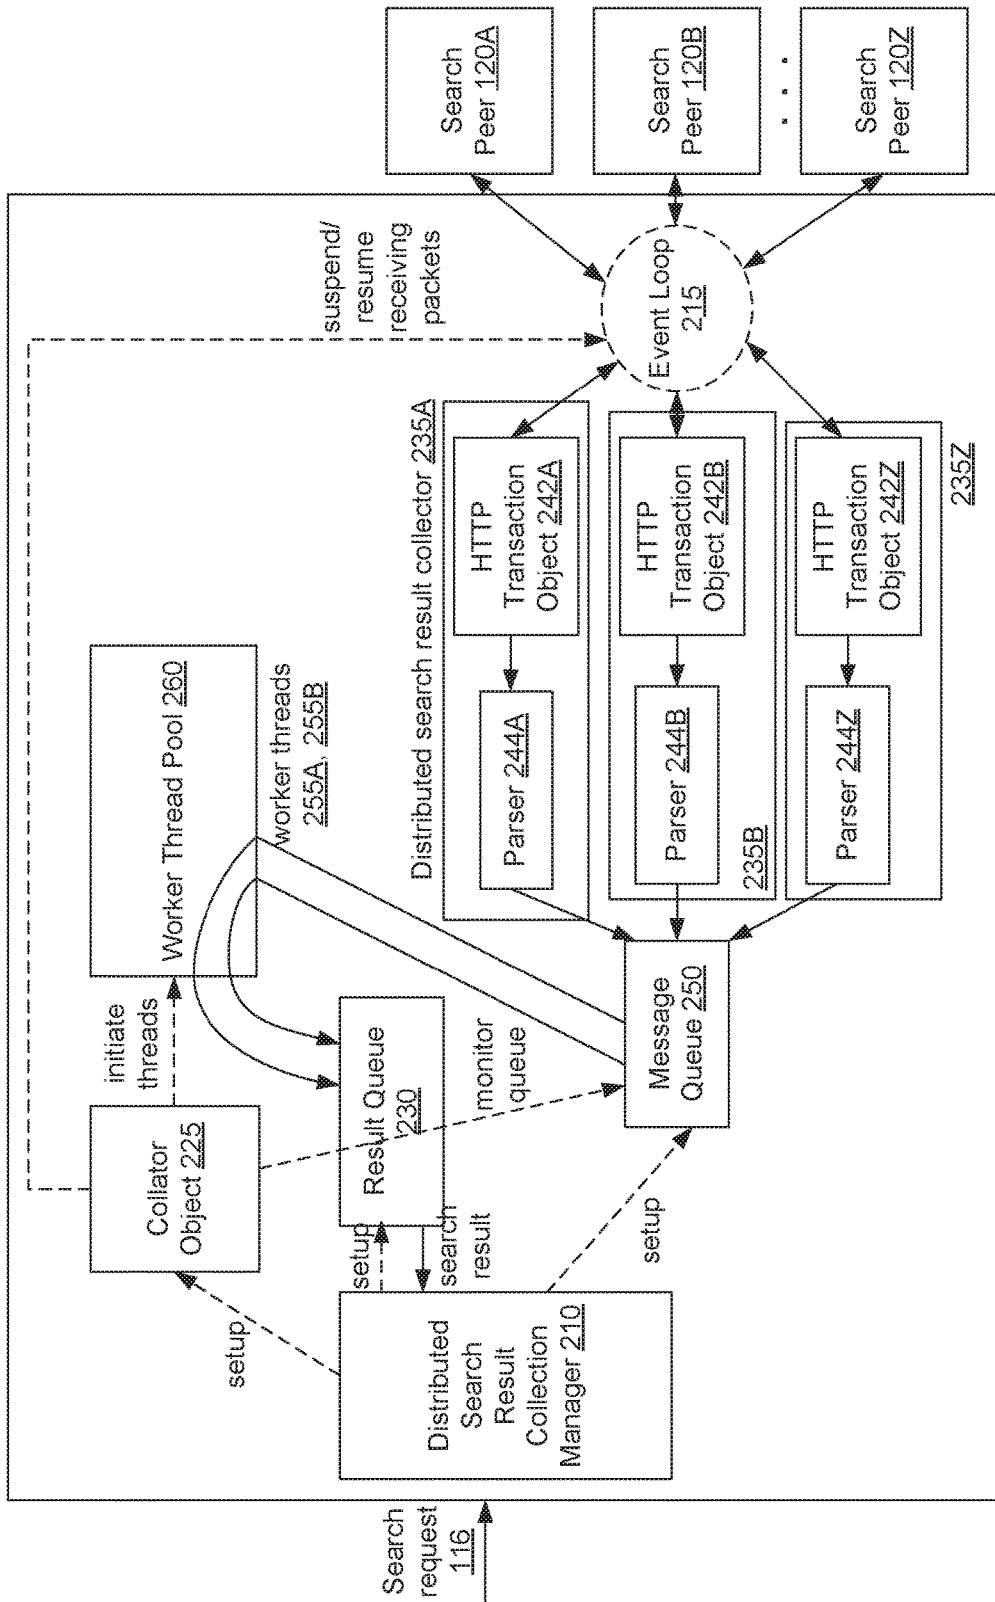 Search
request
116
Distributed
Search
Result
Collection
Manager 210
setup
setup
search
result
setup
Collator
Object 225
initiate
threads
Worker Thread Pool 260
worker threads
255A, 255B
Result Queue
230
monitor
queue
Message
Queue 250
suspend/
resume
receiving
packets
Distributed search result collector 235A
Parser 244A
HTTP
Transaction
Object 242A
235B
Parser 244B
HTTP
Transaction
Object 242B
Parser 244Z
HTTP
Transaction
Object 242Z
235Z
Event Loop
215
Search
Peer 120A
Search
Peer 120B
. . .
Search
Peer 120Z